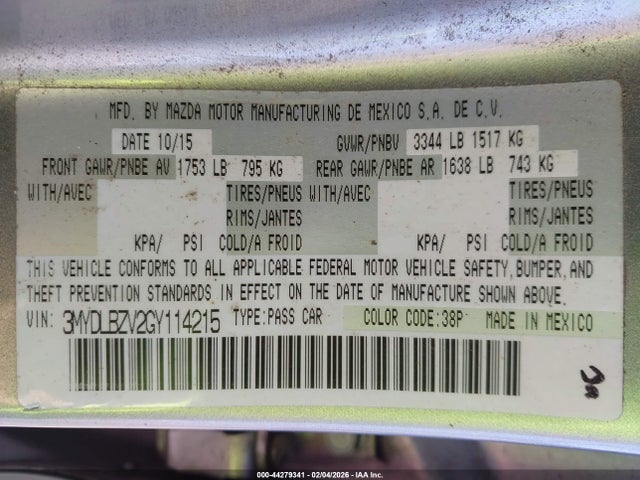 MFD. BY MAZDA MOTOR MANUFACTURING DE MEXICO S.A. DE C.V.
DATE 10/15 GVWR/PNBV 3344 LB 1517 KG
FRONT GAWR/PNBE AV 1753 LB 795 KG REAR GAWR/PNBE AR 1638 LB 743 KG
WITH/AVEC TIRES/PNEUS WITH/AVEC TIRES/PNEUS
RIMS/JANTES RIMS/JANTES
KPA/ PSI COLD/A FROID KPA/ PSI COLD/A FROID
THIS VEHICLE CONFORMS TO ALL APPLICABLE FEDERAL MOTOR VEHICLE SAFETY, BUMPER, AND
THEFT PREVENTION STANDARDS IN EFFECT ON THE DATE OF MANUFACTURE SHOWN ABOVE.
VIN: 3MYDLBZV2GY114215 TYPE:PASS CAR COLOR CODE:38P MADE IN MEXICO
000-44279341 - 02/04/2026 - IAA Inc.